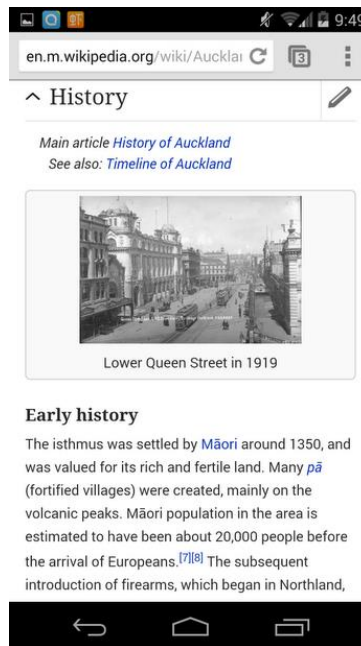 9:49
en.m.wikipedia.org/wiki/Aucklar
3
History
Main article History of Auckland
See also: Timeline of Auckland
Lower Queen Street in 1919
Early history
The isthmus was settled by Māori around 1350, and
was valued for its rich and fertile land. Many pā
(fortified villages) were created, mainly on the
volcanic peaks. Māori population in the area is
estimated to have been about 20,000 people before
the arrival of Europeans.[7][8] The subsequent
introduction of firearms, which began in Northland,